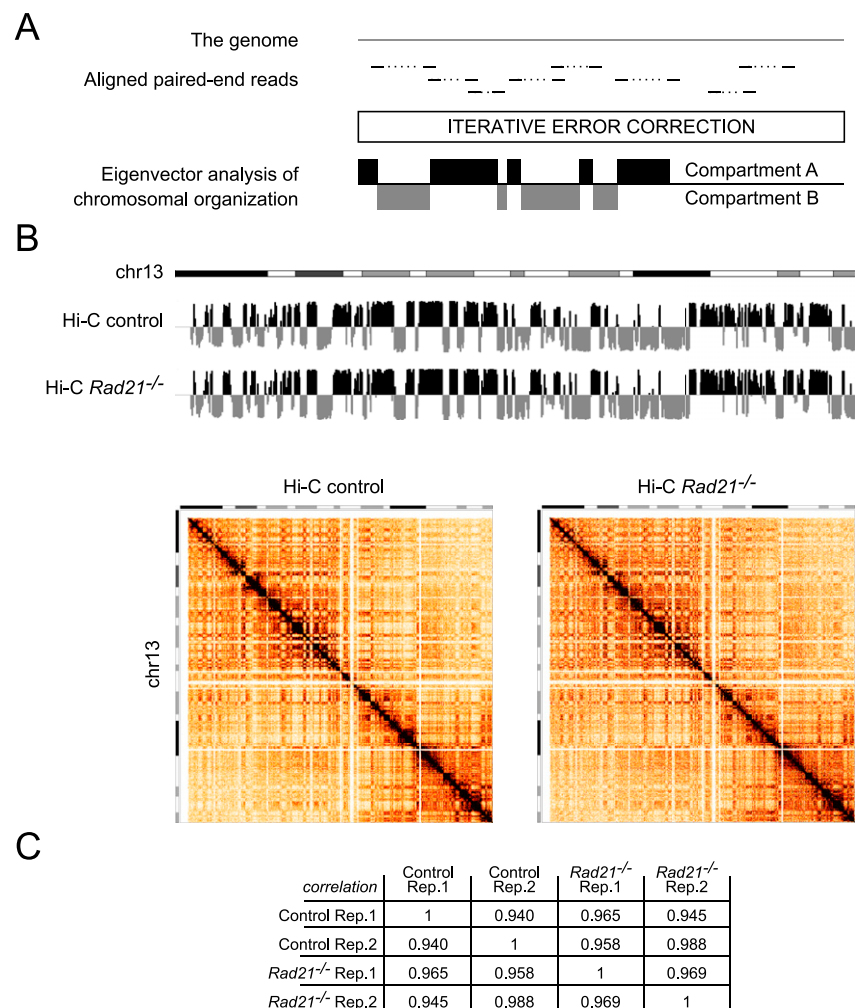 A
The genome
Aligned paired-end reads
ITERATIVE ERROR CORRECTION
Eigenvector analysis of
chromosomal organization
Compartment A
Compartment B
B
chr13
Hi-C control
Hi-C Rad21-/-
Hi-C control
Hi-C Rad21-/-
chr13
C
correlation Control Rep.1 Control Rep.2 Rad21-/- Rep.1 Rad21-/- Rep.2
Control Rep.1 1 0.940 0.965 0.945
Control Rep.2 0.940 1 0.958 0.988
Rad21-/- Rep.1 0.965 0.958 1 0.969
Rad21-/- Rep.2 0.945 0.988 0.969 1